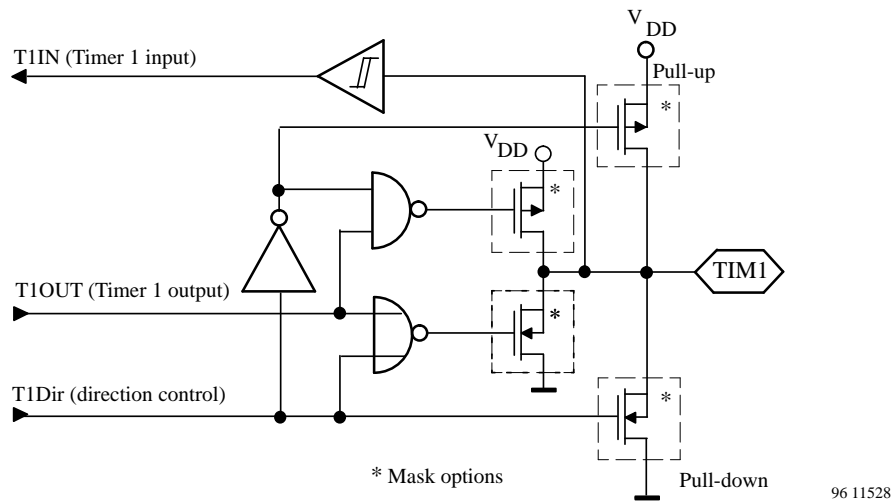 V DD
T1IN (Timer 1 input)
Pull-up
*
V DD
*
TIM1
T1OUT (Timer 1 output)
*
T1Dir (direction control)
*
* Mask options
Pull-down
96 11528